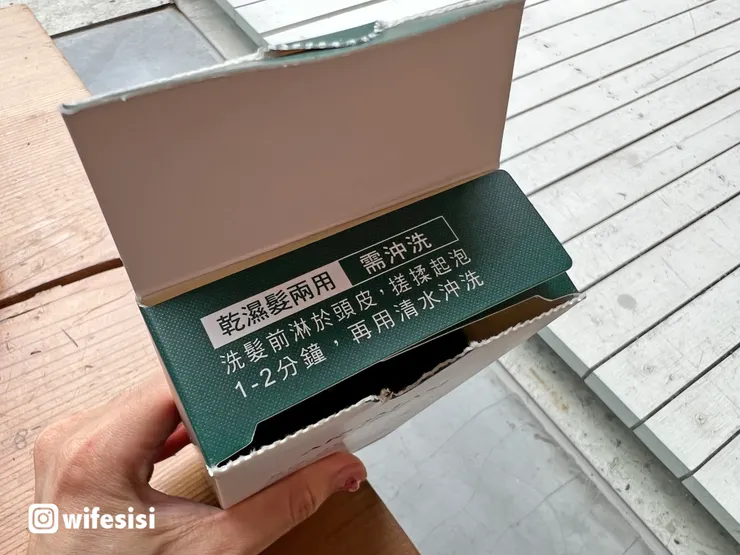 乾濕髮兩用 需沖洗
洗髮前淋於頭皮，搓揉起泡
1-2分鐘，再用清水沖洗
wifesisi